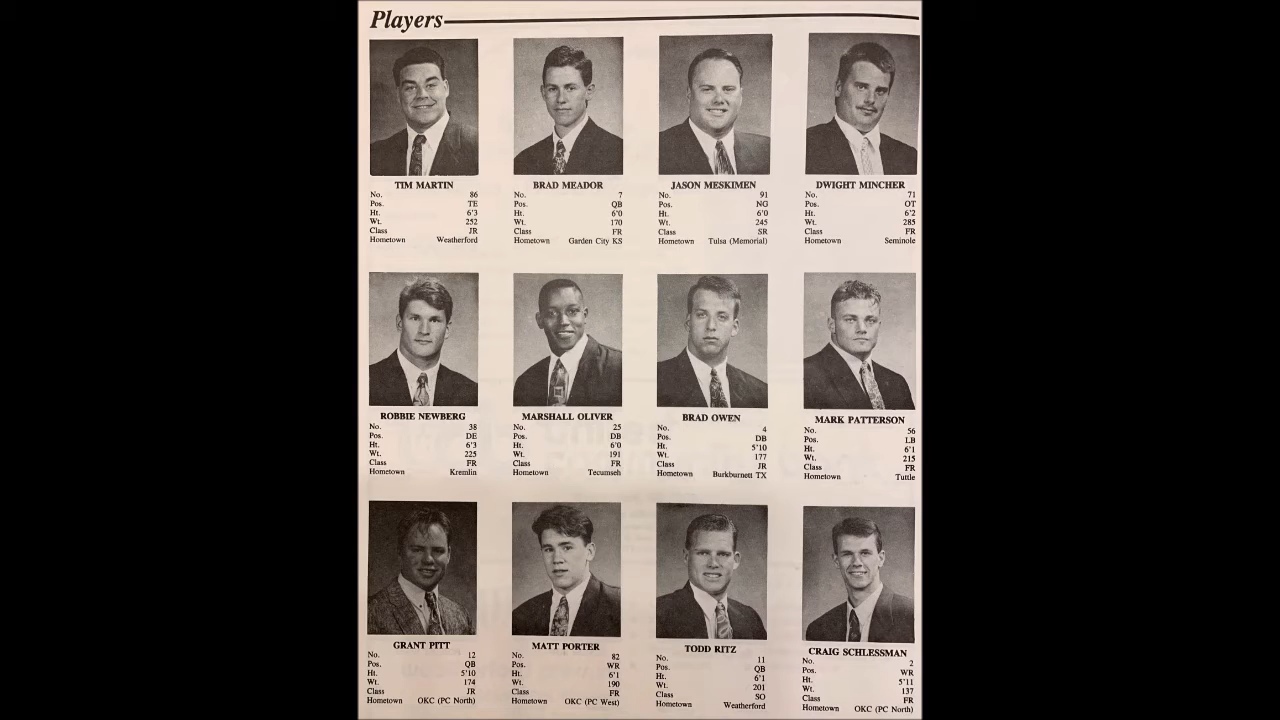 Players
TIM MARTIN
No. 86
Pos. TE
Ht. 6'3
Wt. 252
Class JR
Hometown Weatherford
BRAD MEADOR
No. 7
Pos. QB
Ht. 6'0
Wt. 170
Class FR
Hometown Garden City KS
JASON MESKIMEN
No. 91
Pos. NG
Ht. 6'0
Wt. 245
Class SR
Hometown Tulsa (Memorial)
DWIGHT MINCHER
No. 71
Pos. OT
Ht. 6'2
Wt. 285
Class FR
Hometown Seminole
ROBBIE NEWBERG
No. 38
Pos. DE
Ht. 6'3
Wt. 225
Class FR
Hometown Kremlin
MARSHALL OLIVER
No. 25
Pos. DB
Ht. 6'0
Wt. 191
Class FR
Hometown Tecumseh
BRAD OWEN
No. 4
Pos. DB
Ht. 5'10
Wt. 177
Class JR
Hometown Burkburnett TX
MARK PATTERSON
No. 56
Pos. LB
Ht. 6'1
Wt. 215
Class FR
Hometown Tuttle
GRANT PITT
No. 12
Pos. QB
Ht. 5'10
Wt. 174
Class JR
Hometown OKC (PC North)
MATT PORTER
No. 82
Pos. WR
Ht. 6'1
Wt. 190
Class FR
Hometown OKC (PC West)
TODD RITZ
No. 11
Pos. QB
Ht. 6'1
Wt. 201
Class SO
Hometown Weatherford
CRAIG SCHLESSMAN
No. 2
Pos. WR
Ht. 5'11
Wt. 137
Class FR
Hometown OKC (PC North)